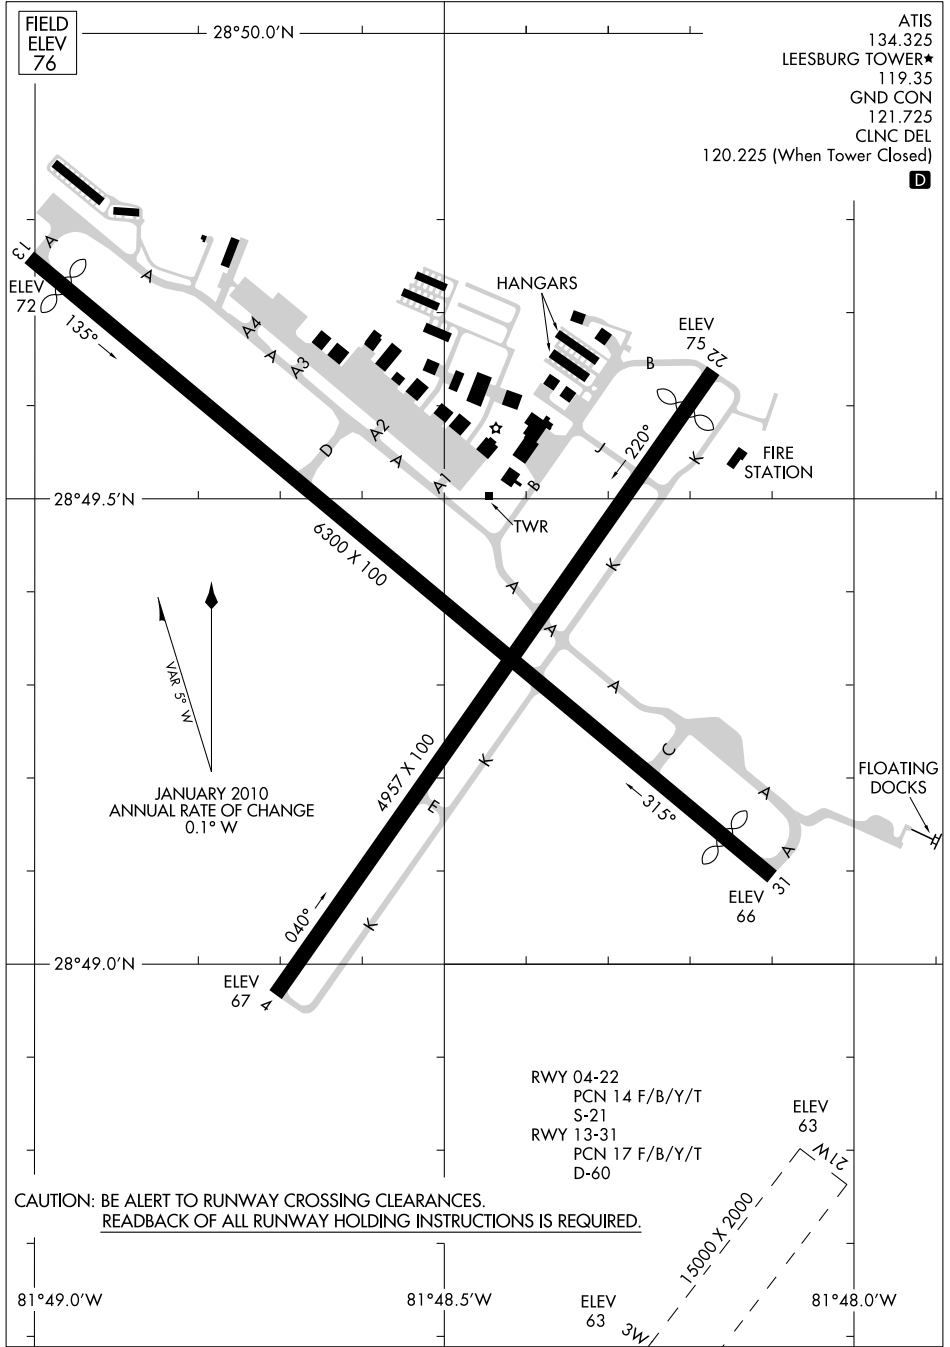 FIELD
ELEV
76
28°50.0'N
ATIS
134.325
LEESBURG TOWER★
119.35
GND CON
121.725
CLNC DEL
120.225 (When Tower Closed)
D
13
A
ELEV
72
135°
A
A4
A
A3
HANGARS
ELEV
75
22
B
A2
D
A
A1
B
J
220°
K
FIRE
STATION
28°49.5'N
TWR
6300 X 100
A
K
A
VAR 5° W
JANUARY 2010
ANNUAL RATE OF CHANGE
0.1° W
A
4957 X 100
K
C
E
315°
A
FLOATING
DOCKS
A
31
ELEV
66
040°
K
28°49.0'N
ELEV
67
4
RWY 04-22
PCN 14 F/B/Y/T
S-21
RWY 13-31
PCN 17 F/B/Y/T
D-60
ELEV
63
21W
CAUTION: BE ALERT TO RUNWAY CROSSING CLEARANCES.
READBACK OF ALL RUNWAY HOLDING INSTRUCTIONS IS REQUIRED.
15000 X 2000
81°49.0'W
81°48.5'W
ELEV
63
3W
81°48.0'W